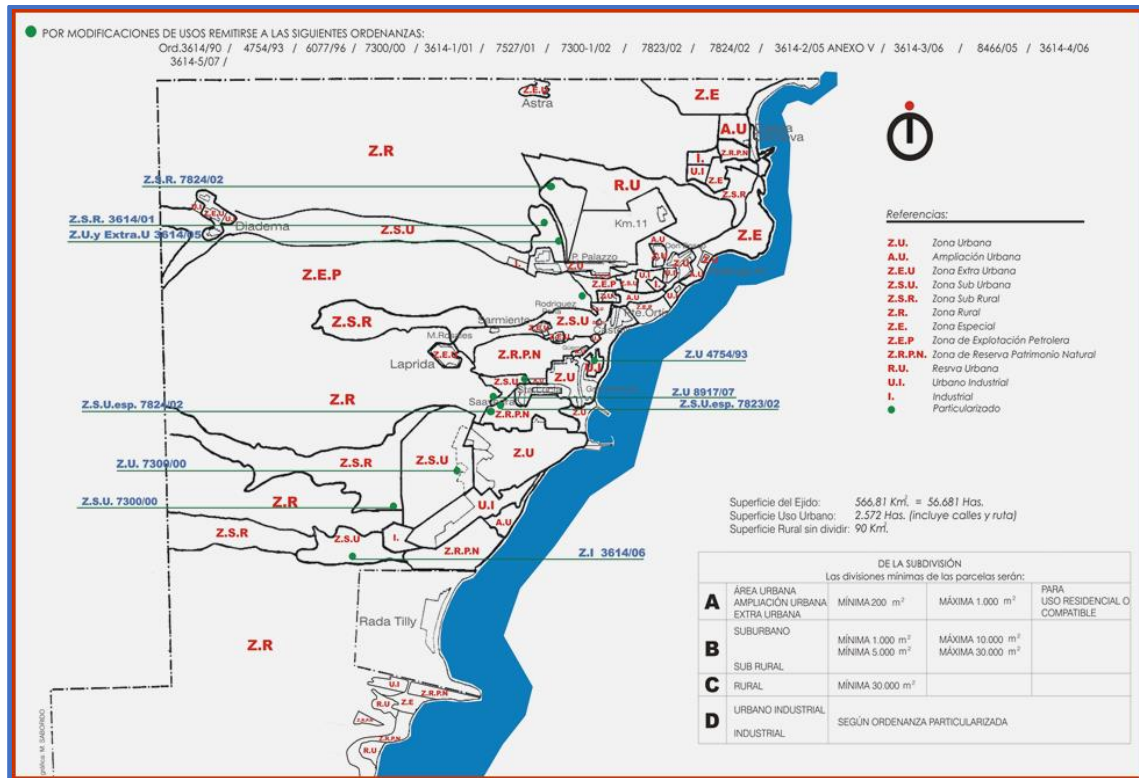 POR MODIFICACIONES DE USOS REMITIRSE A LAS SIGUIENTES ORDENANZAS:
Ord.3614/90 / 4754/93 / 6077/96 / 7300/00 / 3614-1/01 / 7527/01 / 7300-1/02 / 7823/02 / 7824/02 / 3614-2/05 ANEXO V / 3614-3/06 / 8466/05 / 3614-4/06
3614-5/07 /
Z.E.U
Astra
Z.E
A.U
Z.R.P.N
Z.R
I.
U.I
Z.E
Z.S.R
R.U
Z.S.R. 7824/02
Z.S.R. 3614/01
Z.E.U
Diadema
Z.U.y Extra.U 3614/05
Z.S.U
Km.11
Z.E
A.U
P. Palazzo
I.
Z.U
Z.E.P
Z.E.P
Z.S.U
U.I
I.
A.U
A.U
U.I
Pte.Ortiz
Rodriguez
Z.S.R
Sarmiento
Z.S.U
M.Rosales
Z.E.U
Laprida
Z.R.P.N
Z.U 4754/93
U.I
Z.U
Z.S.U
Z.R
Z.U 8917/07
Z.S.U.esp. 7824/02
Z.S.U.esp. 7823/02
Z.R.P.N
Z.U
Z.S.R
Z.S.U
Z.U
Z.U. 7300/00
Z.R
Z.S.U. 7300/00
U.I
A.U
Z.S.R
Z.S.U
I.
Z.R.P.N
Z.I 3614/06
Rada Tilly
Z.R
U.I
Z.R.P.N
R.U
Z.E
Z.R.P.N
R.U
gráfica: M. SABORIDO
Referencias:
Z.U. Zona Urbana
A.U. Ampliación Urbana
Z.E.U Zona Extra Urbana
Z.S.U. Zona Sub Urbana
Z.S.R. Zona Sub Rural
Z.R. Zona Rural
Z.E. Zona Especial
Z.E.P Zona de Explotación Petrolera
Z.R.P.N. Zona de Reserva Patrimonio Natural
R.U. Resrva Urbana
U.I. Urbano Industrial
I. Industrial
Particularizado
Superficie del Ejido: 566.81 Km². = 56.681 Has.
Superficie Uso Urbano: 2.572 Has. (incluye calles y ruta)
Superficie Rural sin dividir: 90 Km².
DE LA SUBDIVISIÓN
Las divisiones mínimas de las parcelas serán:
A
ÁREA URBANA
AMPLIACIÓN URBANA
EXTRA URBANA
MÍNIMA 200 m²
MÁXIMA 1.000 m²
PARA
USO RESIDENCIAL O
COMPATIBLE
B
SUBURBANO
SUB RURAL
MÍNIMA 1.000 m²
MÍNIMA 5.000 m²
MÁXIMA 10.000 m²
MÁXIMA 30.000 m²
C
RURAL
MÍNIMA 30.000 m²
D
URBANO INDUSTRIAL
INDUSTRIAL
SEGÚN ORDENANZA PARTICULARIZADA